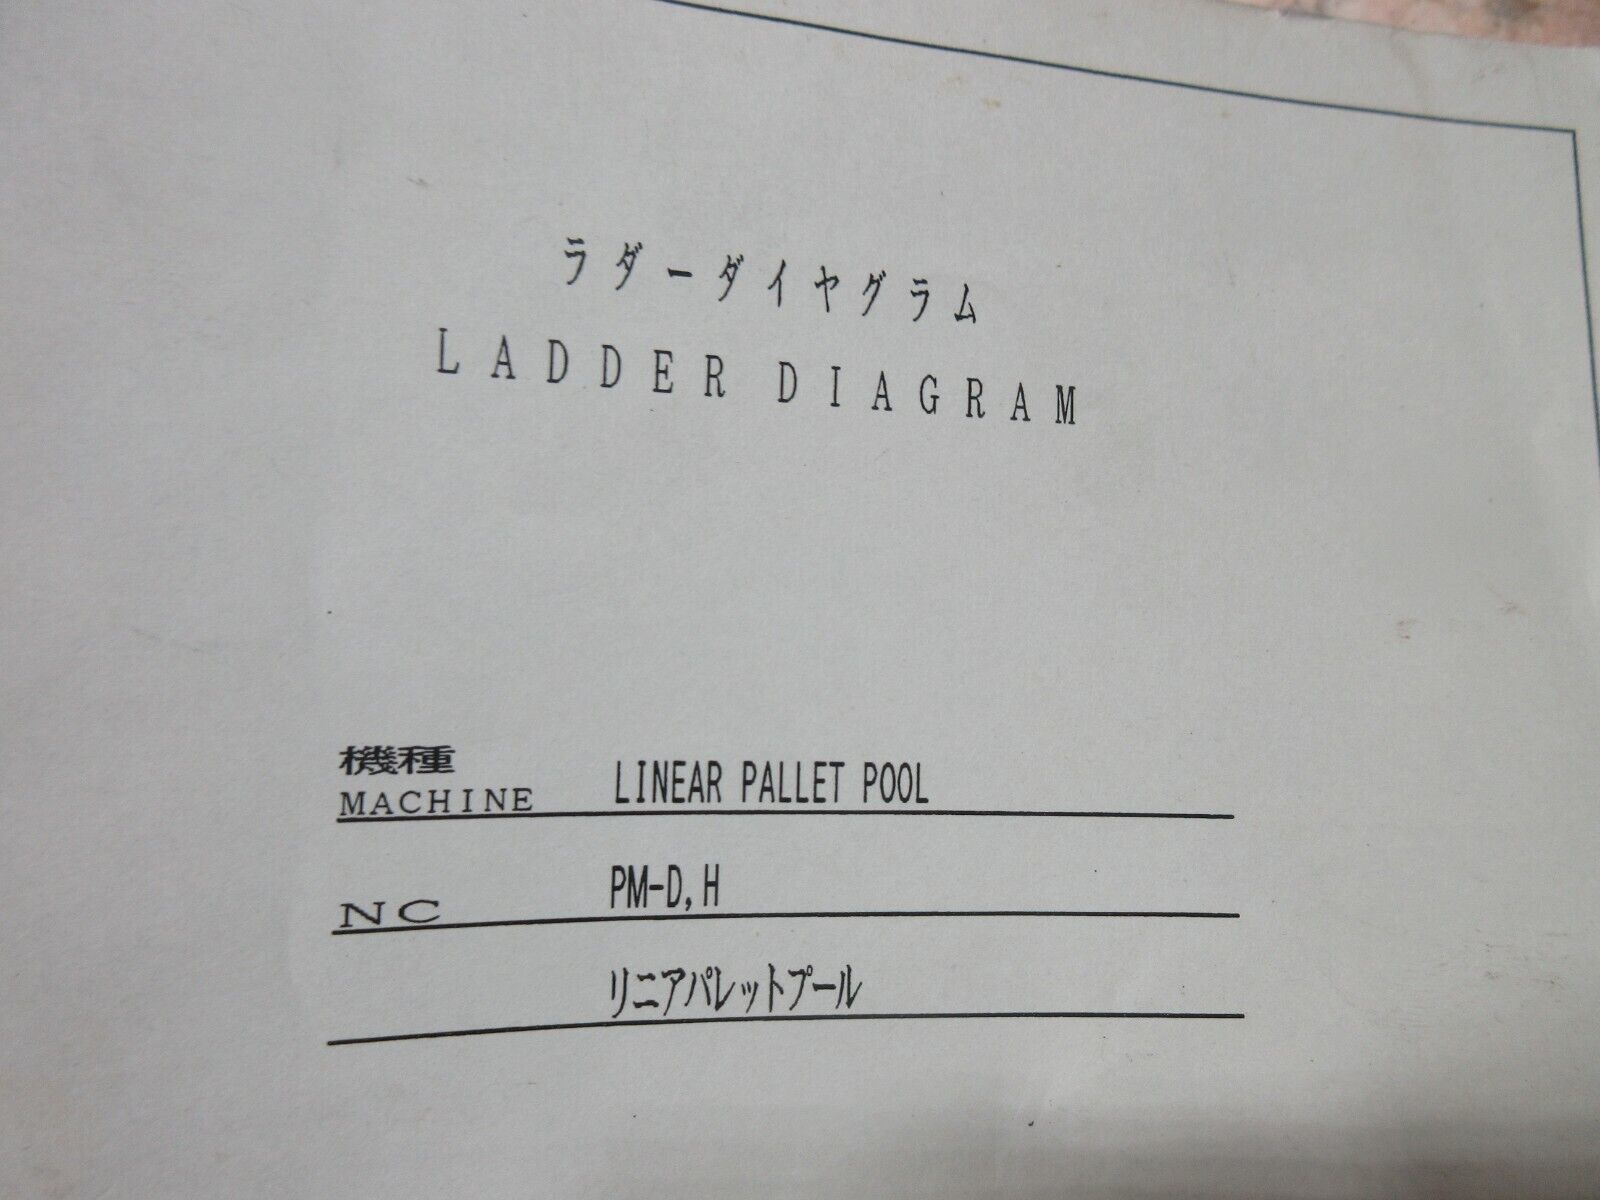 ラダーダイヤグラム
LADDER DIAGRAM
機種
MACHINE LINEAR PALLET POOL
NC PM-D,H
リニアパレットプール